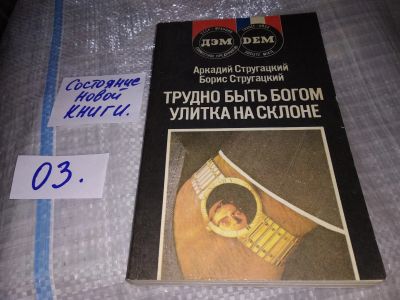 Состояние
новой
книги.
03.
ДЭМ
DEM
Аркадий Стругацкий
Борис Стругацкий
ТРУДНО БЫТЬ БОГОМ
УЛИТКА НА СКЛОНЕ